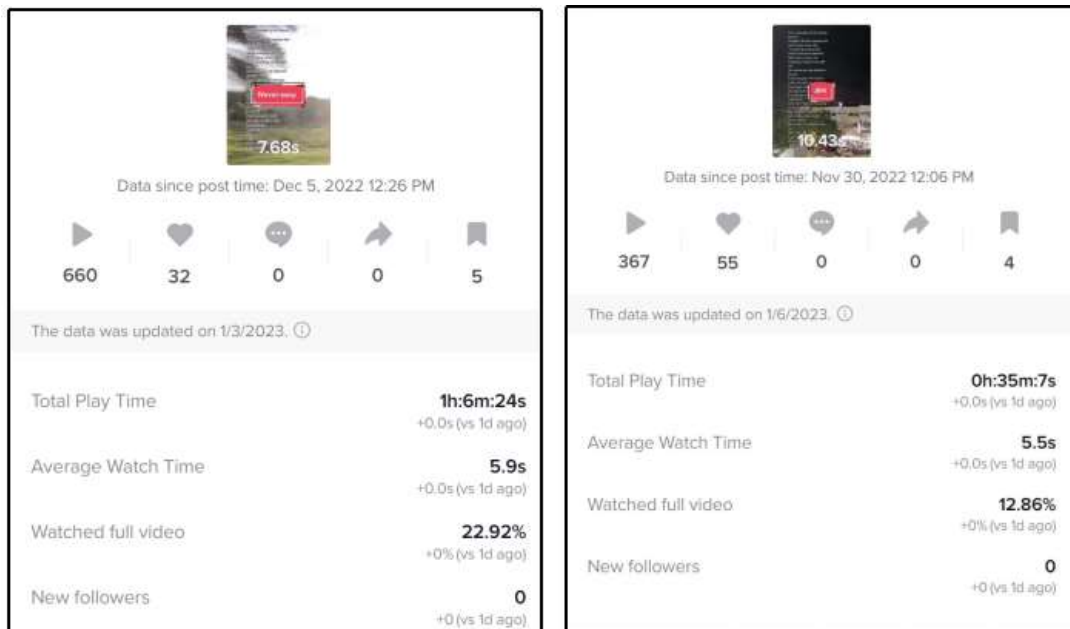 Never easy
7.68s
Data since post time: Dec 5, 2022 12:26 PM
660
32
0
0
5
The data was updated on 1/3/2023.
Total Play Time
1h:6m:24s
+0.0s (vs 1d ago)
Average Watch Time
5.9s
+0.0s (vs 1d ago)
Watched full video
22.92%
+0% (vs 1d ago)
New followers
0
+0 (vs 1d ago)
10.43s
Data since post time: Nov 30, 2022 12:06 PM
367
55
0
0
4
The data was updated on 1/6/2023.
Total Play Time
0h:35m:7s
+0.0s (vs 1d ago)
Average Watch Time
5.5s
+0.0s (vs 1d ago)
Watched full video
12.86%
+0% (vs 1d ago)
New followers
0
+0 (vs 1d ago)